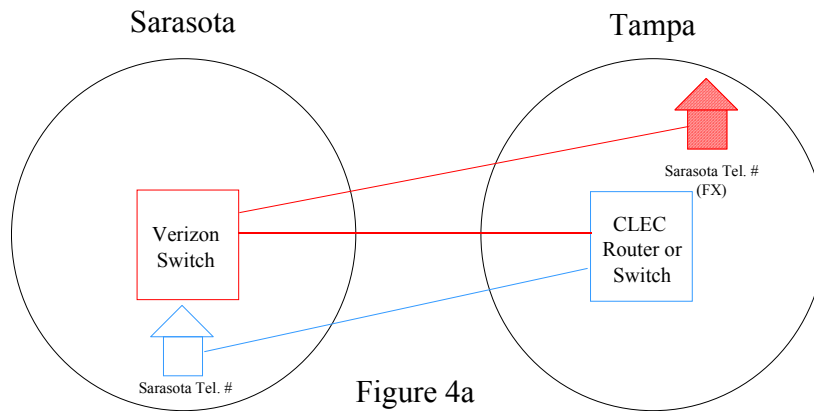 Sarasota
Tampa
Sarasota Tel. #
(FX)
Verizon
Switch
CLEC
Router or
Switch
Sarasota Tel. #
Figure 4a